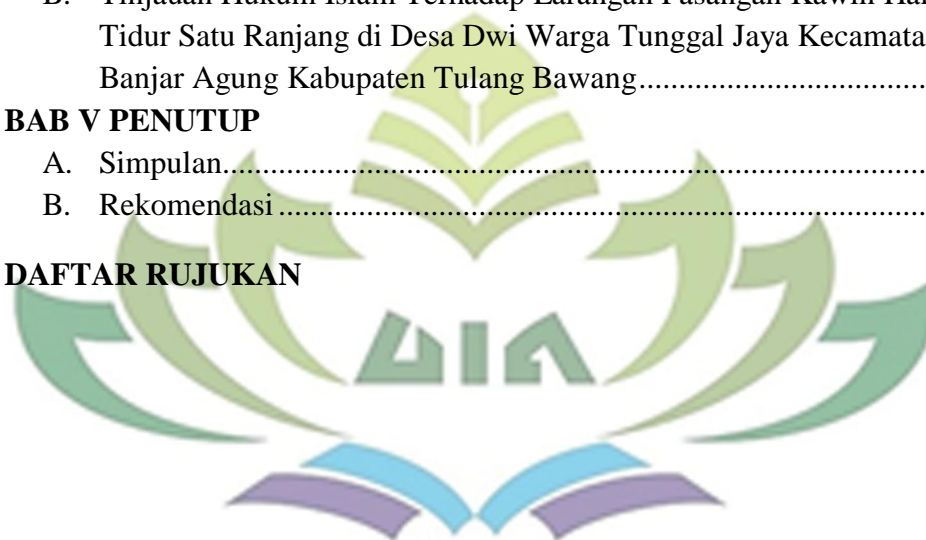 B. Tinjauan Hukum Islam Terhadap Larangan Pasangan Kawin
Tidur Satu Ranjang di Desa Dwi Warga Tunggal Jaya
Banjar Agung Kabupaten Tulang Bawang....................................
BAB V PENUTUP
A. Simpulan.........................................................................................
B. Rekomendasi..................................................................................
DAFTAR RUJUKAN
UIN